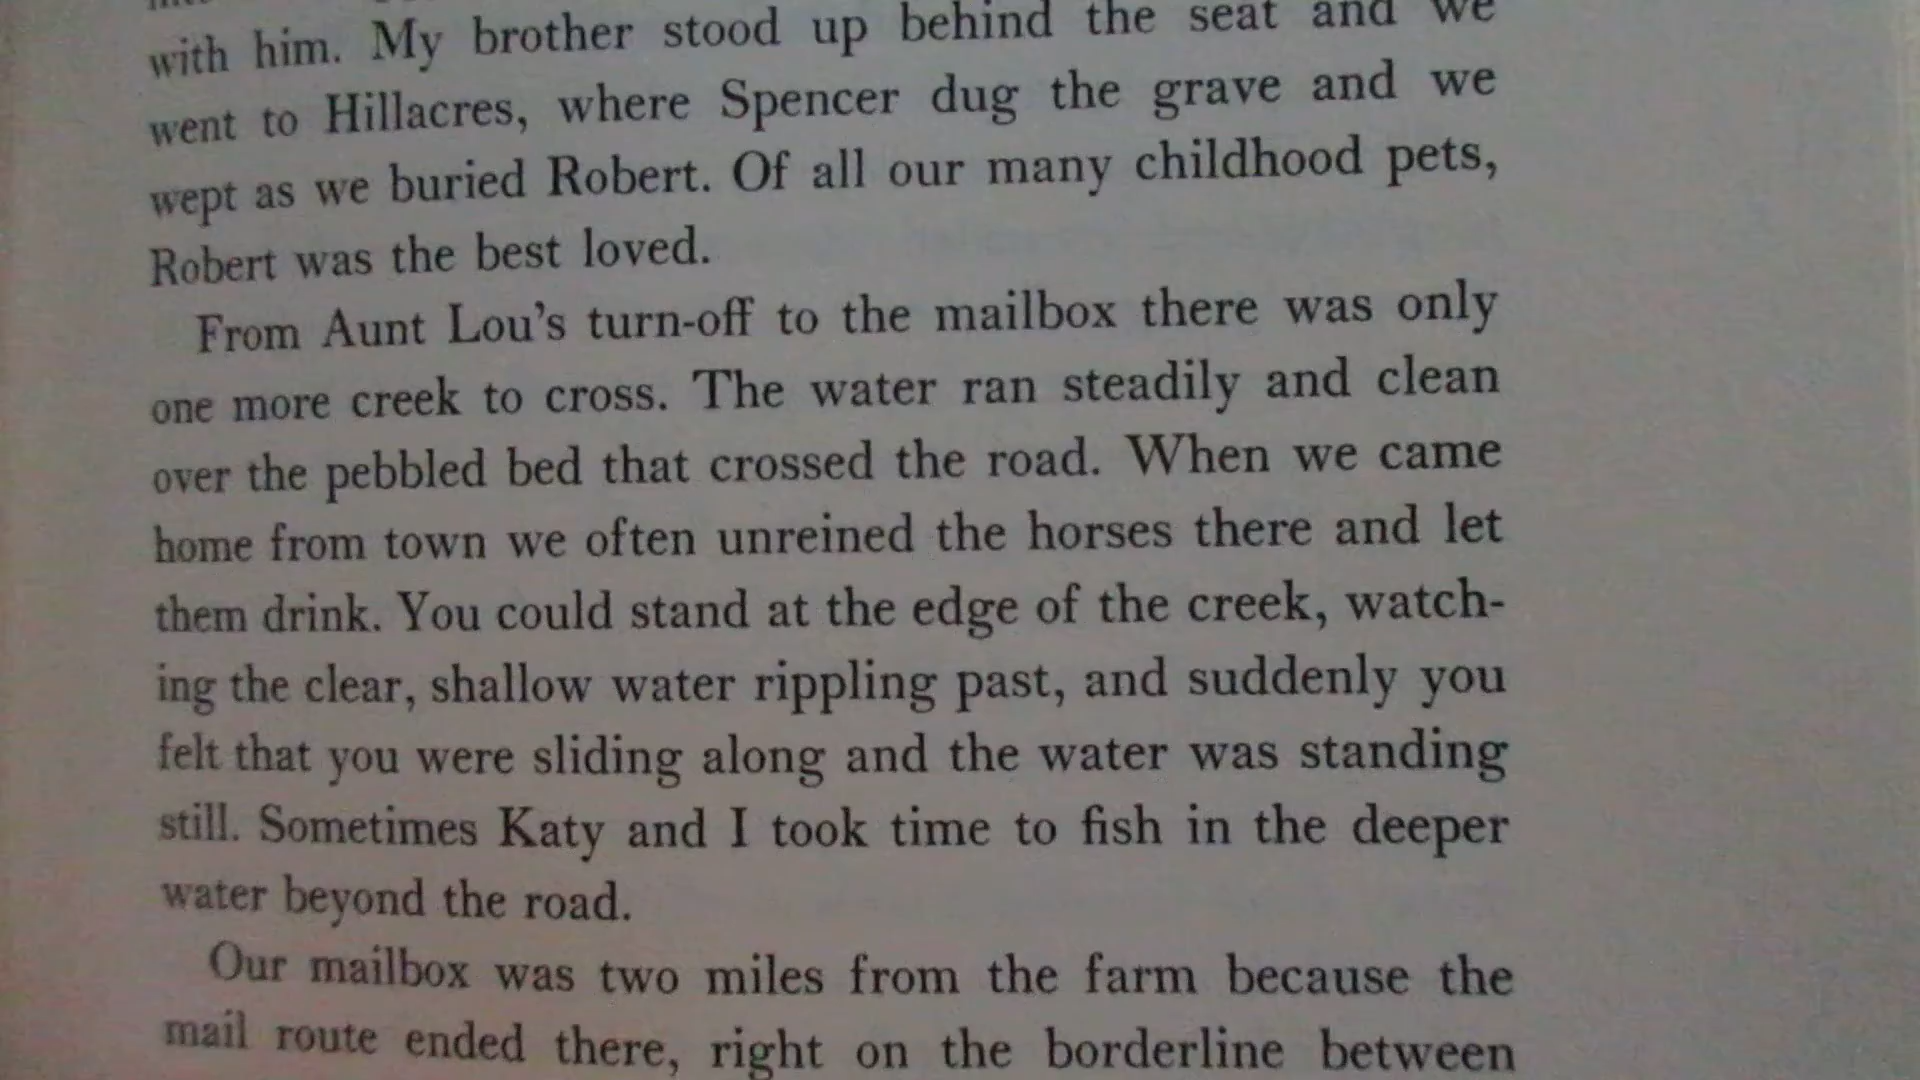 with him. My brother stood up behind the seat and we
went to Hillacres, where Spencer dug the grave and we
wept as we buried Robert. Of all our many childhood pets,
Robert was the best loved.
From Aunt Lou's turn-off to the mailbox there was only
one more creek to cross. The water ran steadily and clean
over the pebbled bed that crossed the road. When we came
home from town we often unreined the horses there and let
them drink. You could stand at the edge of the creek, watch-
ing the clear, shallow water rippling past, and suddenly you
felt that you were sliding along and the water was standing
still. Sometimes Katy and I took time to fish in the deeper
water beyond the road.
Our mailbox was two miles from the farm because the
mail route ended there, right on the borderline between